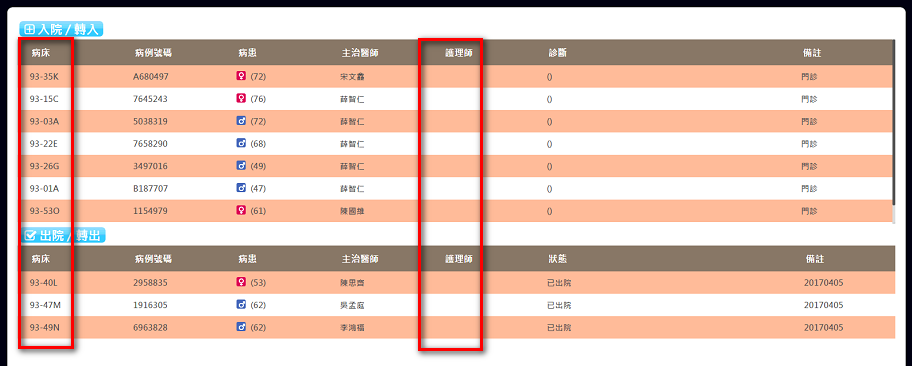 入院 / 轉入
病床 病例號碼 病患 主治醫師 護理師 診斷 備註
93-35K A680497 (72) 宋文鑫 () 門診
93-15C 7645243 (76) 薛智仁 () 門診
93-03A 5038319 (72) 薛智仁 () 門診
93-22E 7658290 (68) 薛智仁 () 門診
93-26G 3497016 (49) 薛智仁 () 門診
93-01A B187707 (47) 薛智仁 () 門診
93-53O 1154979 (61) 陳國維 () 門診
出院 / 轉出
病床 病例號碼 病患 主治醫師 護理師 狀態 備註
93-40L 2958835 (53) 陳思齊 已出院 20170405
93-47M 1916305 (62) 吳孟庭 已出院 20170405
93-49N 6963828 (62) 李鴻福 已出院 20170405